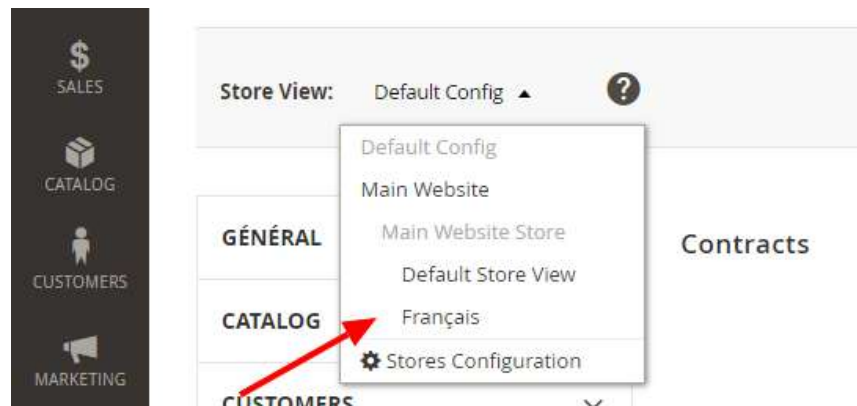 SALES
CATALOG
CUSTOMERS
MARKETING
Store View: Default Config
Default Config
Main Website
Main Website Store
Default Store View
Français
Stores Configuration
GÉNÉRAL
CATALOG
CUSTOMERS
Contracts